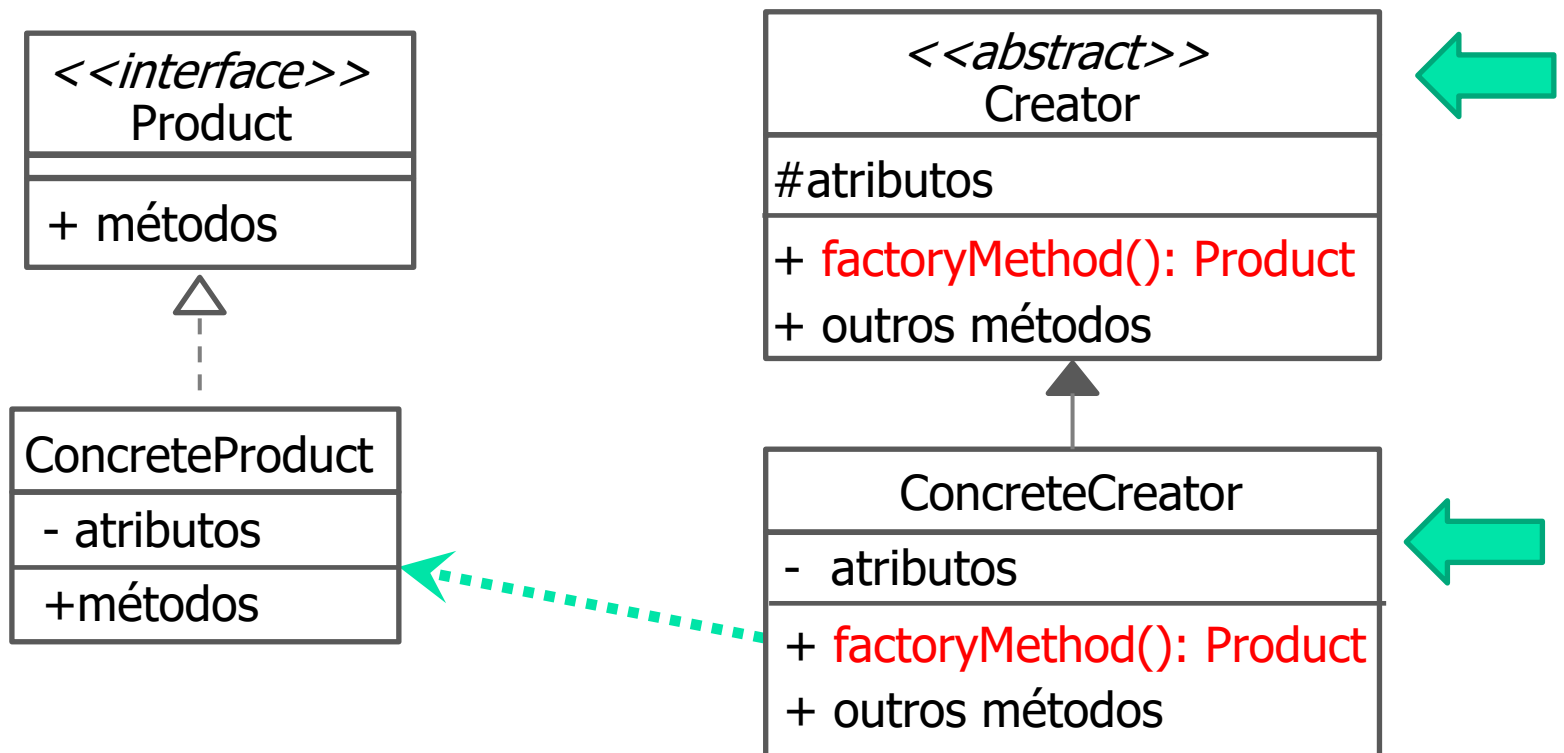 <<interface>>
Product
+ métodos
ConcreteProduct
- atributos
+métodos
<<abstract>>
Creator
#atributos
+ factoryMethod(): Product
+ outros métodos
ConcreteCreator
- atributos
+ factoryMethod(): Product
+ outros métodos